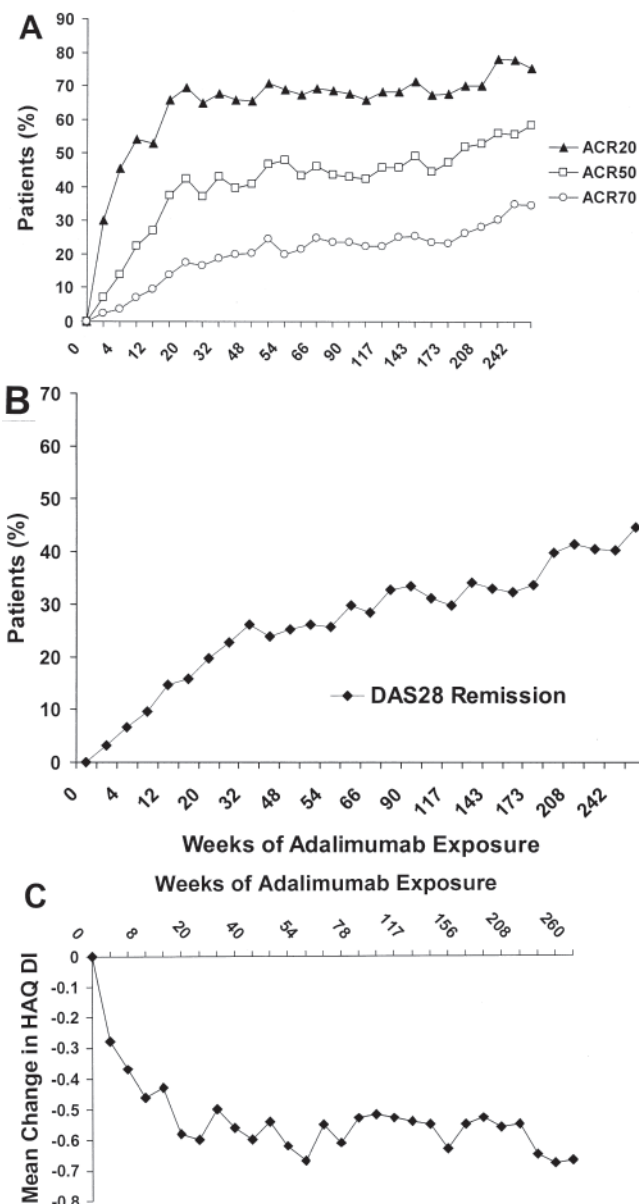 A
90
80
70
60
50
40
30
20
10
0
Patients (%)
ACR20
ACR50
ACR70
0 4 12 20 32 40 48 54 66 90 117 143 173 208 242
B
70
60
50
40
30
20
10
0
Patients (%)
DAS28 Remission
0 4 12 20 32 48 54 66 90 117 143 173 208 242
Weeks of Adalimumab Exposure
Weeks of Adalimumab Exposure
C
0 8 20 40 54 78 117 156 208 260
0
-0.1
-0.2
-0.3
-0.4
-0.5
-0.6
-0.7
-0.8
Mean Change in HAQ DI